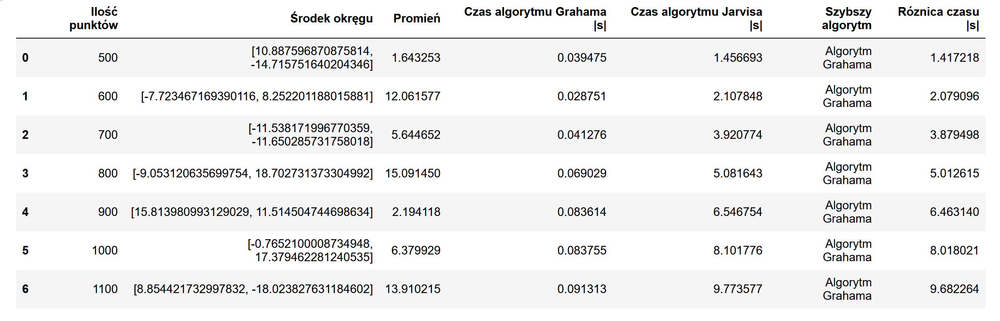 Ilość punktów Środek okręgu Promień Czas algorytmu Grahama |s| Czas algorytmu Jarvisa |s| Szybszy algorytm Róznica czasu |s|
0 500 [10.887596870875814, -14.715751640204346] 1.643253 0.039475 1.456693 Algorytm Grahama 1.417218
1 600 [-7.723467169390116, 8.252201188015881] 12.061577 0.028751 2.107848 Algorytm Grahama 2.079096
2 700 [-11.538171996770359, -11.650285731758018] 5.644652 0.041276 3.920774 Algorytm Grahama 3.879498
3 800 [-9.053120635699754, 18.702731373304992] 15.091450 0.069029 5.081643 Algorytm Grahama 5.012615
4 900 [15.813980993129029, 11.514504744698634] 2.194118 0.083614 6.546754 Algorytm Grahama 6.463140
5 1000 [-0.7652100008734948, 17.379462281240535] 6.379929 0.083755 8.101776 Algorytm Grahama 8.018021
6 1100 [8.854421732997832, -18.023827631184602] 13.910215 0.091313 9.773577 Algorytm Grahama 9.682264